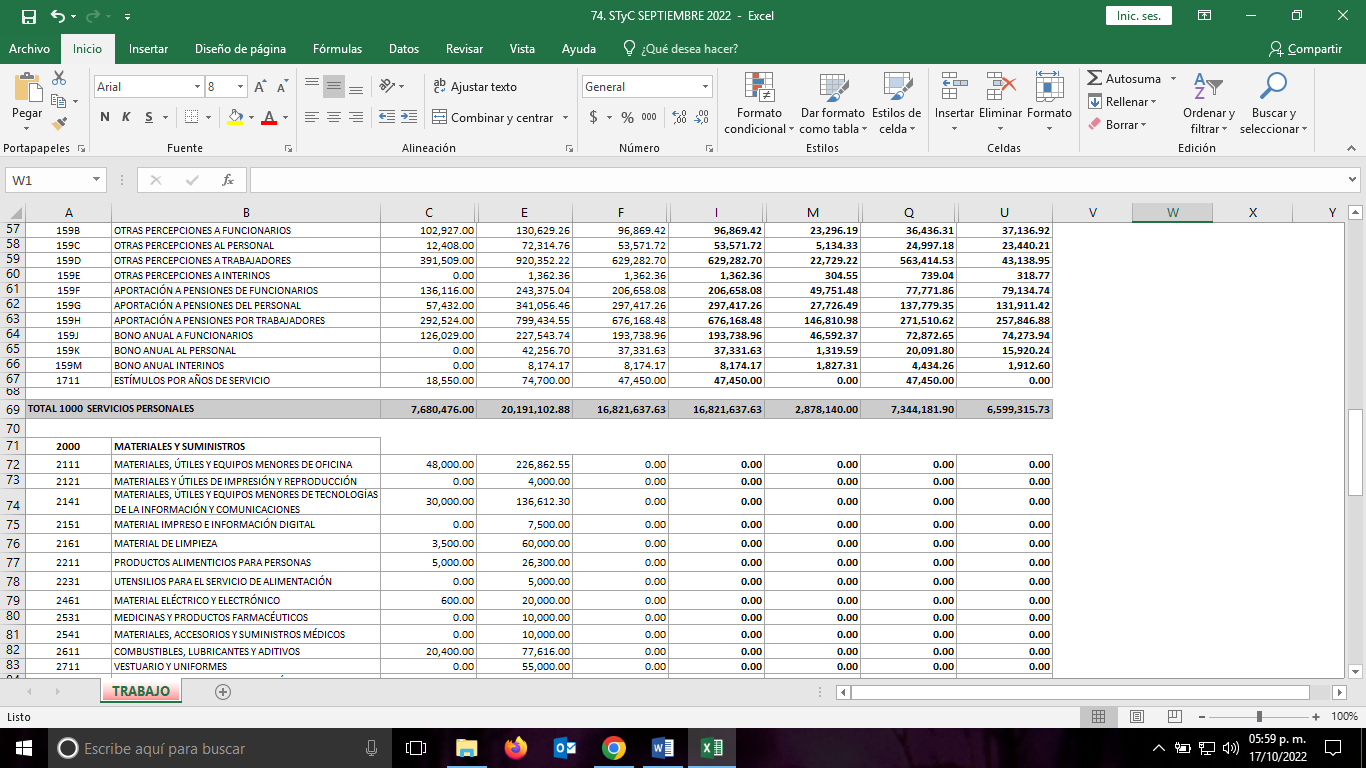 74. STyC SEPTIEMBRE 2022 - Excel
Inic. ses.
Archivo Inicio Insertar Diseño de página Fórmulas Datos Revisar Vista Ayuda ¿Qué desea hacer? Compartir
Pegar
Portapapeles
Arial 8
N K S
Fuente
Ajustar texto
Combinar y centrar
Alineación
General
$ % 000
Número
Formato condicional
Dar formato como tabla
Estilos de celda
Estilos
Insertar Eliminar Formato
Celdas
Autosuma
Rellenar
Borrar
Ordenar y filtrar
Buscar y seleccionar
Edición
W1 fx
A B C E F I M Q U V W X Y
57 159B OTRAS PERCEPCIONES A FUNCIONARIOS 102,927.00 130,629.26 96,869.42 96,869.42 23,296.19 36,436.31 37,136.92
58 159C OTRAS PERCEPCIONES AL PERSONAL 12,408.00 72,314.76 53,571.72 53,571.72 5,134.33 24,997.18 23,440.21
59 159D OTRAS PERCEPCIONES A TRABAJADORES 391,509.00 920,352.22 629,282.70 629,282.70 22,729.22 563,414.53 43,138.95
60 159E OTRAS PERCEPCIONES A INTERINOS 0.00 1,362.36 1,362.36 1,362.36 304.55 739.04 318.77
61 159F APORTACIÓN A PENSIONES DE FUNCIONARIOS 136,116.00 243,375.04 206,658.08 206,658.08 49,751.48 77,771.86 79,134.74
62 159G APORTACIÓN A PENSIONES DEL PERSONAL 57,432.00 341,056.46 297,417.26 297,417.26 27,726.49 137,779.35 131,911.42
63 159H APORTACIÓN A PENSIONES POR TRABAJADORES 292,524.00 799,434.55 676,168.48 676,168.48 146,810.98 271,510.62 257,846.88
64 159J BONO ANUAL A FUNCIONARIOS 126,029.00 227,543.74 193,738.96 193,738.96 46,592.37 72,872.65 74,273.94
65 159K BONO ANUAL AL PERSONAL 0.00 42,256.70 37,331.63 37,331.63 1,319.59 20,091.80 15,920.24
66 159M BONO ANUAL INTERINOS 0.00 8,174.17 8,174.17 8,174.17 1,827.31 4,434.26 1,912.60
67 1711 ESTÍMULOS POR AÑOS DE SERVICIO 18,550.00 74,700.00 47,450.00 47,450.00 0.00 47,450.00 0.00
68
69 TOTAL 1000 SERVICIOS PERSONALES 7,680,476.00 20,191,102.88 16,821,637.63 16,821,637.63 2,878,140.00 7,344,181.90 6,599,315.73
70
71 2000 MATERIALES Y SUMINISTROS
72 2111 MATERIALES, ÚTILES Y EQUIPOS MENORES DE OFICINA 48,000.00 226,862.55 0.00 0.00 0.00 0.00 0.00
73 2121 MATERIALES Y ÚTILES DE IMPRESIÓN Y REPRODUCCIÓN 0.00 4,000.00 0.00 0.00 0.00 0.00 0.00
MATERIALES, ÚTILES Y EQUIPOS MENORES DE TECNOLOGÍAS
74 2141 DE LA INFORMACIÓN Y COMUNICACIONES 30,000.00 136,612.30 0.00 0.00 0.00 0.00 0.00
75 2151 MATERIAL IMPRESO E INFORMACIÓN DIGITAL 0.00 7,500.00 0.00 0.00 0.00 0.00 0.00
76 2161 MATERIAL DE LIMPIEZA 3,500.00 60,000.00 0.00 0.00 0.00 0.00 0.00
77 2211 PRODUCTOS ALIMENTICIOS PARA PERSONAS 5,000.00 26,300.00 0.00 0.00 0.00 0.00 0.00
78 2231 UTENSILIOS PARA EL SERVICIO DE ALIMENTACIÓN 0.00 5,000.00 0.00 0.00 0.00 0.00 0.00
79 2461 MATERIAL ELÉCTRICO Y ELECTRÓNICO 600.00 20,000.00 0.00 0.00 0.00 0.00 0.00
80 2531 MEDICINAS Y PRODUCTOS FARMACÉUTICOS 0.00 10,000.00 0.00 0.00 0.00 0.00 0.00
81 2541 MATERIALES, ACCESORIOS Y SUMINISTROS MÉDICOS 0.00 10,000.00 0.00 0.00 0.00 0.00 0.00
82 2611 COMBUSTIBLES, LUBRICANTES Y ADITIVOS 20,400.00 77,616.00 0.00 0.00 0.00 0.00 0.00
83 2711 VESTUARIO Y UNIFORMES 0.00 55,000.00 0.00 0.00 0.00 0.00 0.00
TRABAJO
Listo 100%
Escribe aquí para buscar
05:59 p. m.
17/10/2022